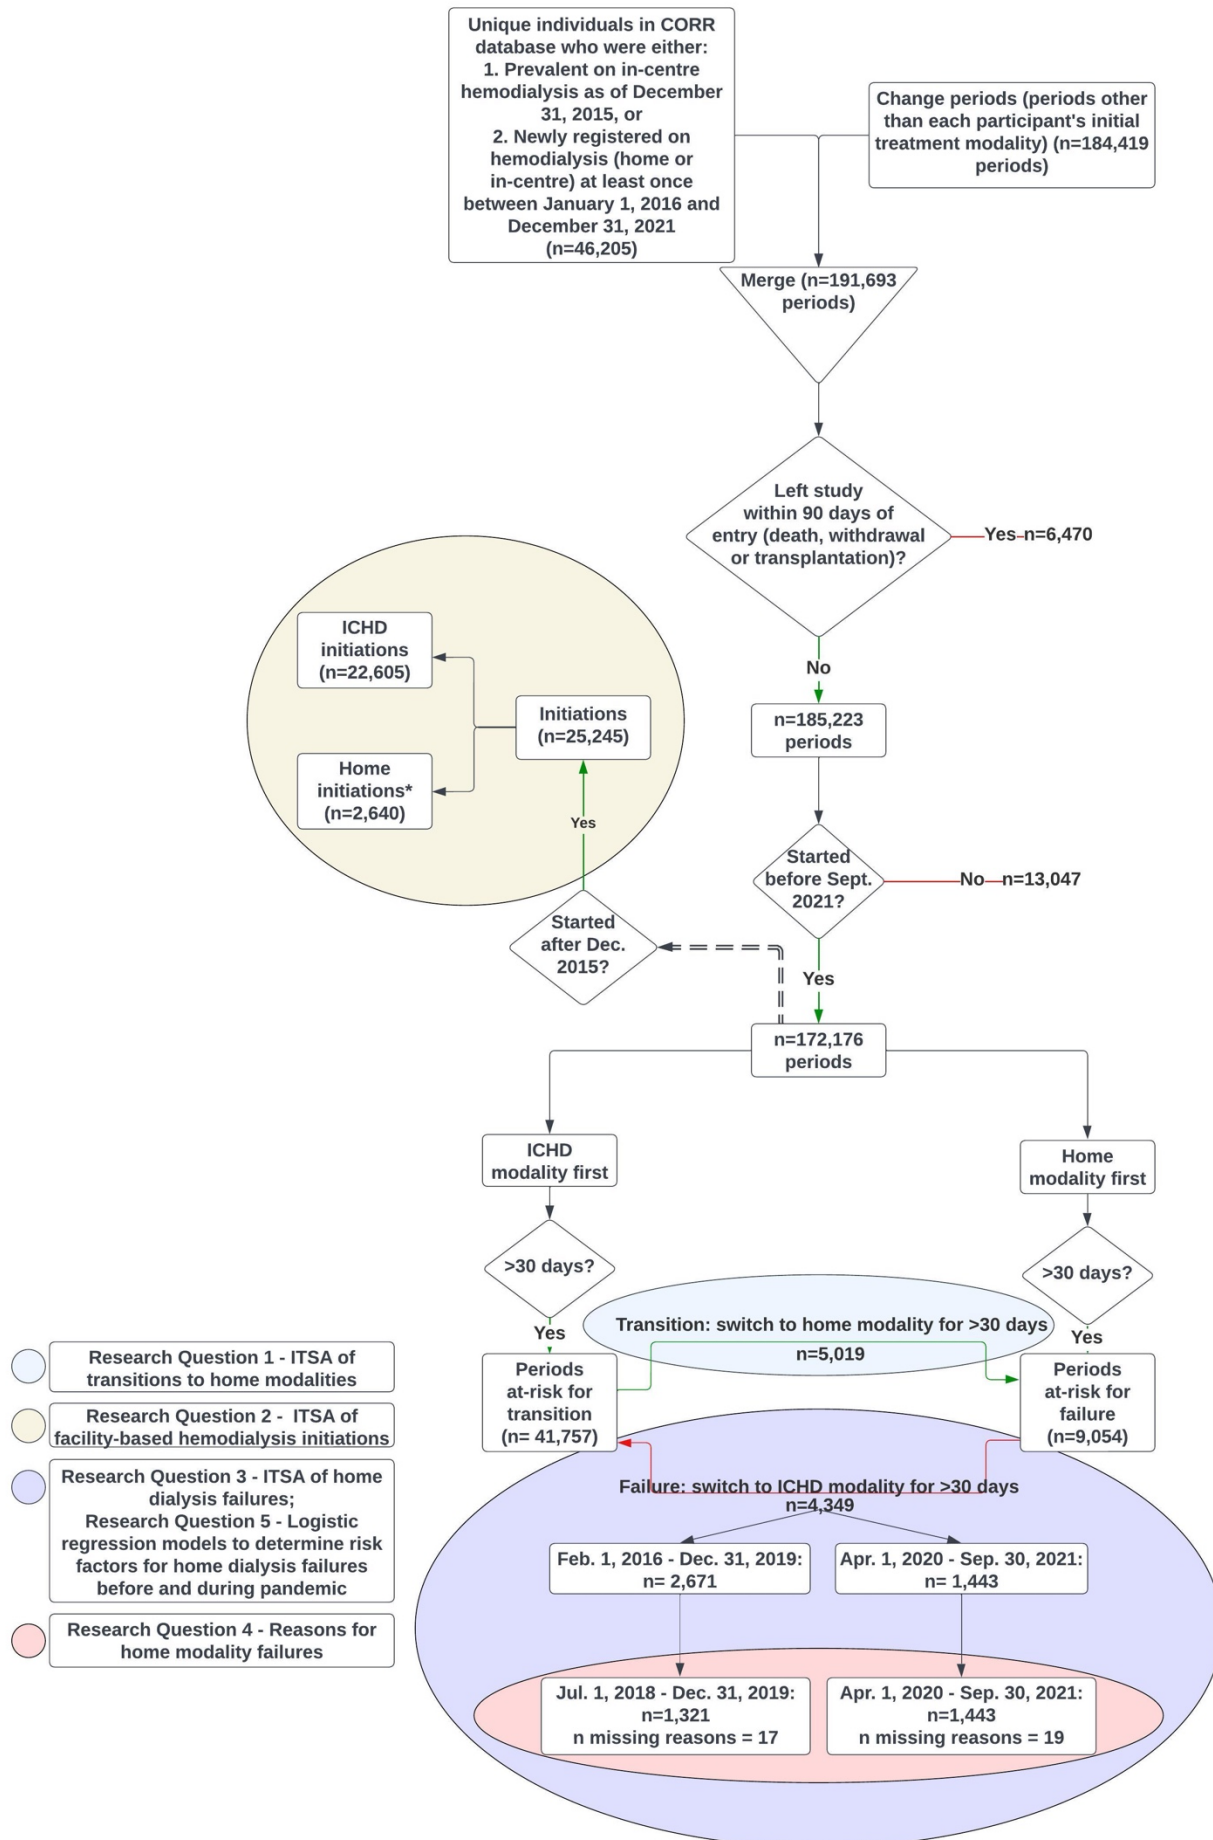 Unique individuals in CORR
database who were either:
1. Prevalent on in-centre
hemodialysis as of December
31, 2015, or
2. Newly registered on
hemodialysis (home or
in-centre) at least once
between January 1, 2016 and
December 31, 2021
(n=46,205)
Change periods (periods other
than each participant's initial
treatment modality) (n=184,419
periods)
Merge (n=191,693
periods)
Left study
within 90 days of
entry (death, withdrawal
or transplantation)?
Yes n=6,470
No
n=185,223
periods
ICHD
initiations
(n=22,605)
Initiations
(n=25,245)
Home
initiations*
(n=2,640)
Yes
Started
before Sept.
2021?
No n=13,047
Started
after Dec.
2015?
Yes
n=172,176
periods
ICHD
modality first
Home
modality first
>30 days?
>30 days?
Yes
Yes
Transition: switch to home modality for >30 days
n=5,019
Periods
at-risk for
transition
(n= 41,757)
Periods
at-risk for
failure
(n=9,054)
Failure: switch to ICHD modality for >30 days
n=4,349
Feb. 1, 2016 - Dec. 31, 2019:
n= 2,671
Apr. 1, 2020 - Sep. 30, 2021:
n= 1,443
Jul. 1, 2018 - Dec. 31, 2019:
n=1,321
n missing reasons = 17
Apr. 1, 2020 - Sep. 30, 2021:
n=1,443
n missing reasons = 19
Research Question 1 - ITSA of
transitions to home modalities
Research Question 2 - ITSA of
facility-based hemodialysis initiations
Research Question 3 - ITSA of home
dialysis failures;
Research Question 5 - Logistic
regression models to determine risk
factors for home dialysis failures
before and during pandemic
Research Question 4 - Reasons for
home modality failures